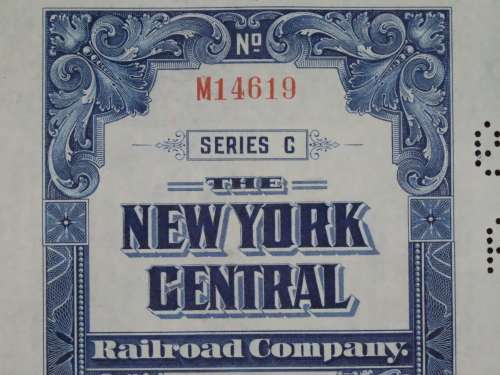 No
M14619
SERIES C
THE
NEW YORK
CENTRAL
Railroad Company.